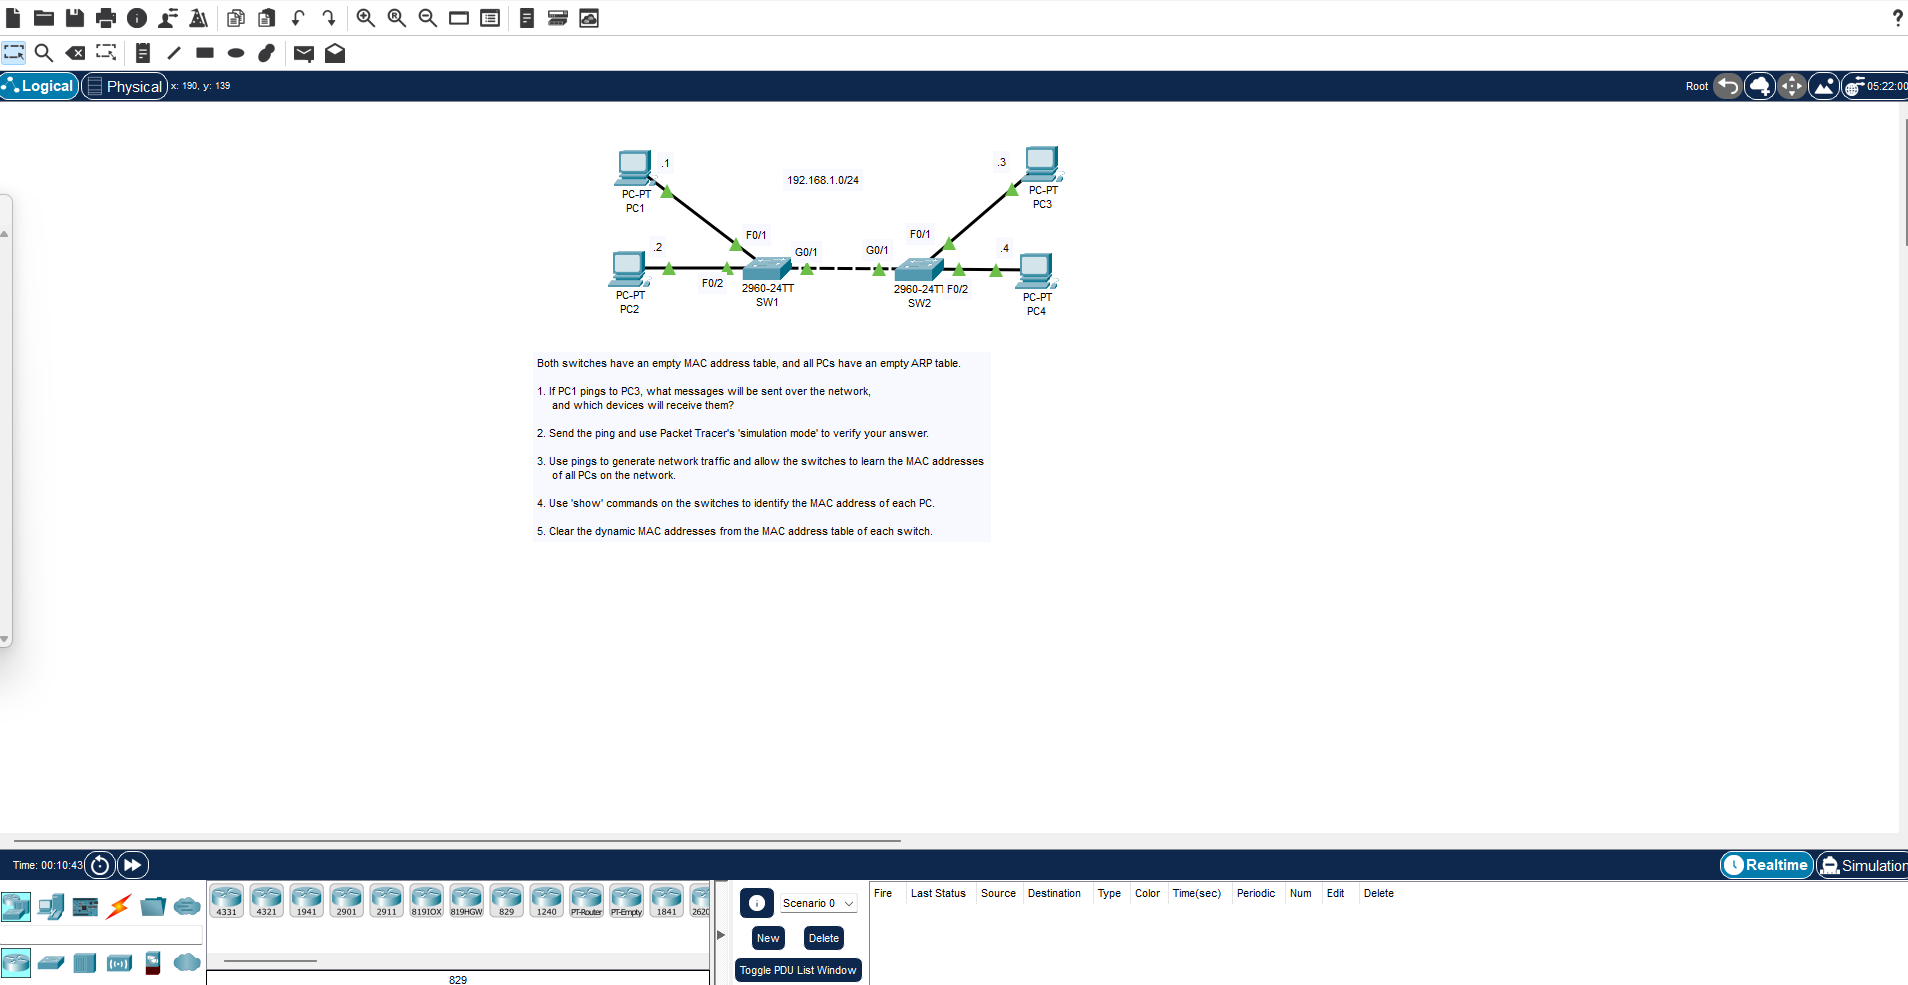 ?
Logical
Physical
x: 190, y: 139
Root
05:22:00
.1
PC-PT
PC1
192.168.1.0/24
.3
PC-PT
PC3
F0/1
F0/1
.2
G0/1
G0/1
.4
PC-PT
PC2
F0/2
2960-24TT
SW1
2960-24TT
SW2
F0/2
PC-PT
PC4
Both switches have an empty MAC address table, and all PCs have an empty ARP table.
1. If PC1 pings to PC3, what messages will be sent over the network,
and which devices will receive them?
2. Send the ping and use Packet Tracer's 'simulation mode' to verify your answer.
3. Use pings to generate network traffic and allow the switches to learn the MAC addresses
of all PCs on the network.
4. Use 'show' commands on the switches to identify the MAC address of each PC.
5. Clear the dynamic MAC addresses from the MAC address table of each switch.
Time: 00:10:43
Realtime
Simulation
4331 4321 1941 2901 2911 819IOX 819HGW 829 1240 PT-Router PT-Empty 1841 2620
829
Scenario 0
New
Delete
Toggle PDU List Window
Fire Last Status Source Destination Type Color Time(sec) Periodic Num Edit Delete